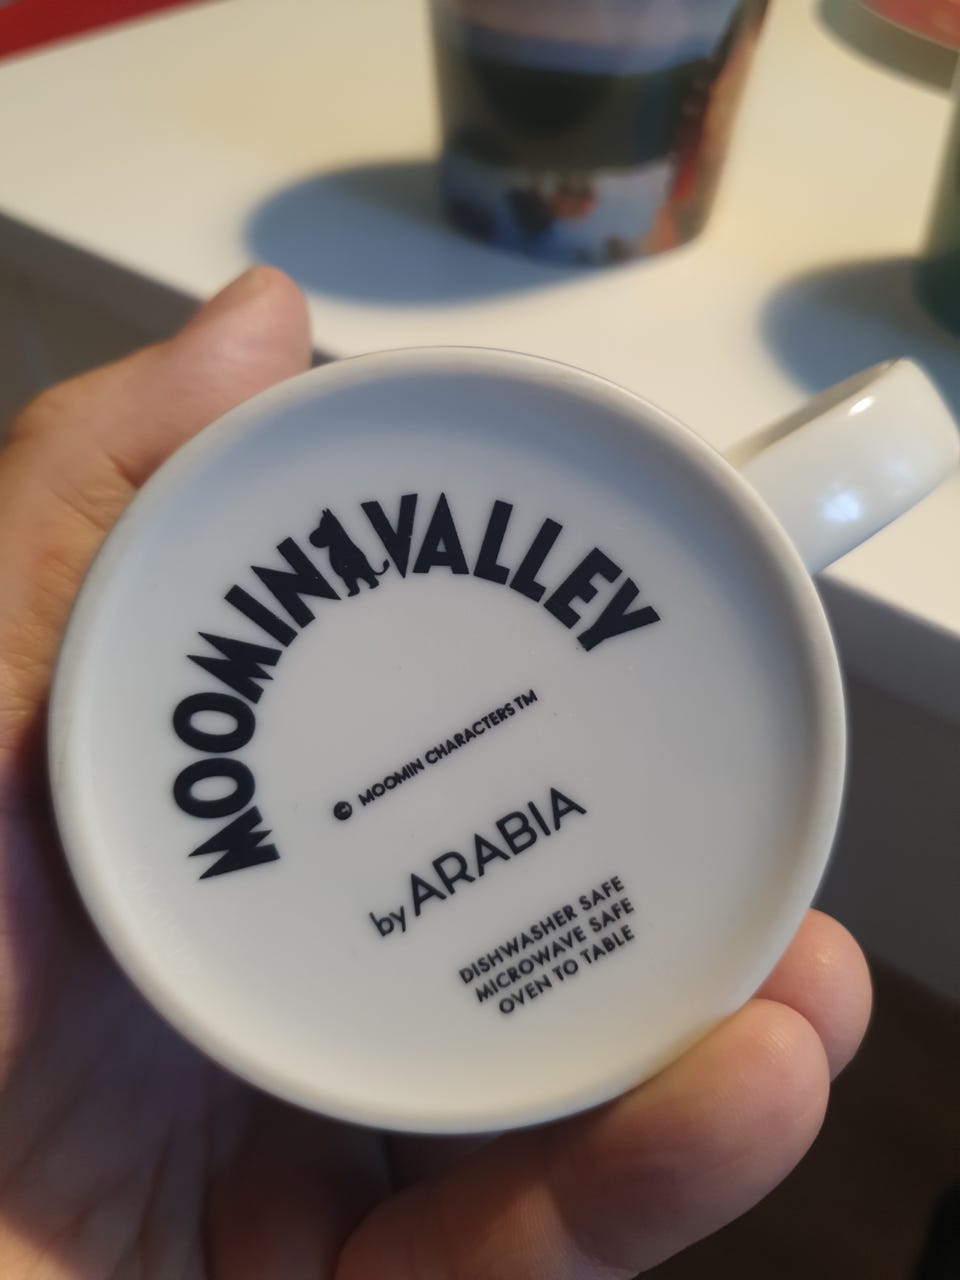 MOOMINVALLEY
© MOOMIN CHARACTERS TM
by ARABIA
DISHWASHER SAFE
MICROWAVE SAFE
OVEN TO TABLE